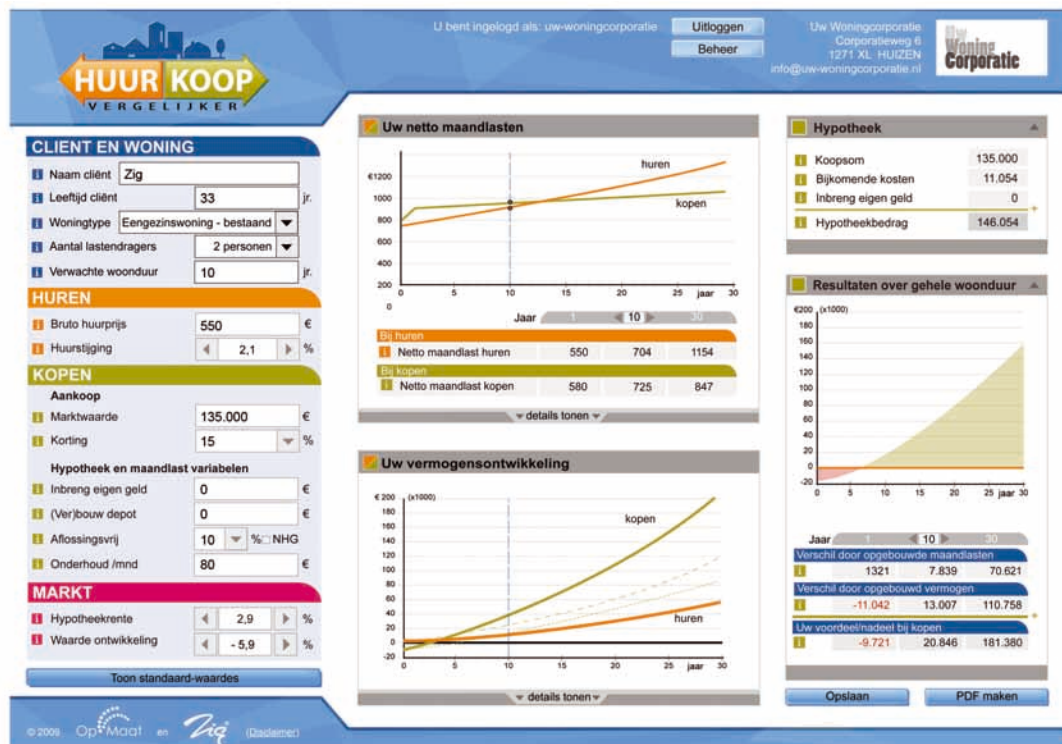 HUUR KOOP
VERGELIJKER
U bent ingelogd als: uw-woningcorporatie
Uitloggen
Beheer
Uw Woningcorporatie
Corporatieweg 6
1271 XL HUIZEN
info@uw-woningcorporatie.nl
Uw
Woning
Corporatie
CLIENT EN WONING
Naam cliënt Zig
Leeftijd cliënt 33 jr.
Woningtype Eengezinswoning - bestaand
Aantal lastendragers 2 personen
Verwachte woonduur 10 jr.
HUREN
Bruto huurprijs 550 €
Huurstijging 2,1 %
KOPEN
Aankoop
Marktwaarde 135.000 €
Korting 15 %
Hypotheek en maandlast variabelen
Inbreng eigen geld 0 €
(Ver)bouw depot 0 €
Aflossingsvrij 10 % NHG
Onderhoud /mnd 80 €
MARKT
Hypotheekrente 2,9 %
Waarde ontwikkeling - 5,9 %
Toon standaard-waardes
Uw netto maandlasten
€1200
1000
800
600
400
200
0
huren
kopen
0 5 10 15 20 25 jaar 30
Jaar 1 10 30
Bij huren
Netto maandlast huren 550 704 1154
Bij kopen
Netto maandlast kopen 580 725 847
details tonen
Uw vermogensontwikkeling
€ 200 (x1000)
180
160
140
120
100
80
60
40
20
0
-20
kopen
huren
0 5 10 15 20 25 jaar 30
details tonen
Hypotheek
Koopsom 135.000
Bijkomende kosten 11.054
Inbreng eigen geld 0
+
Hypotheekbedrag 146.054
Resultaten over gehele woonduur
€200 (x1000)
180
160
140
120
100
80
60
40
20
0
-20
0 5 10 15 20 25 jaar 30
Jaar 1 10 30
Verschil door opgebouwde maandlasten
1321 7.839 70.621
Verschil door opgebouwd vermogen
-11.042 13.007 110.758
+
Uw voordeel/nadeel bij kopen
-9.721 20.846 181.380
Opslaan
PDF maken
© 2009 OpMaat en Zig (Disclaimer)